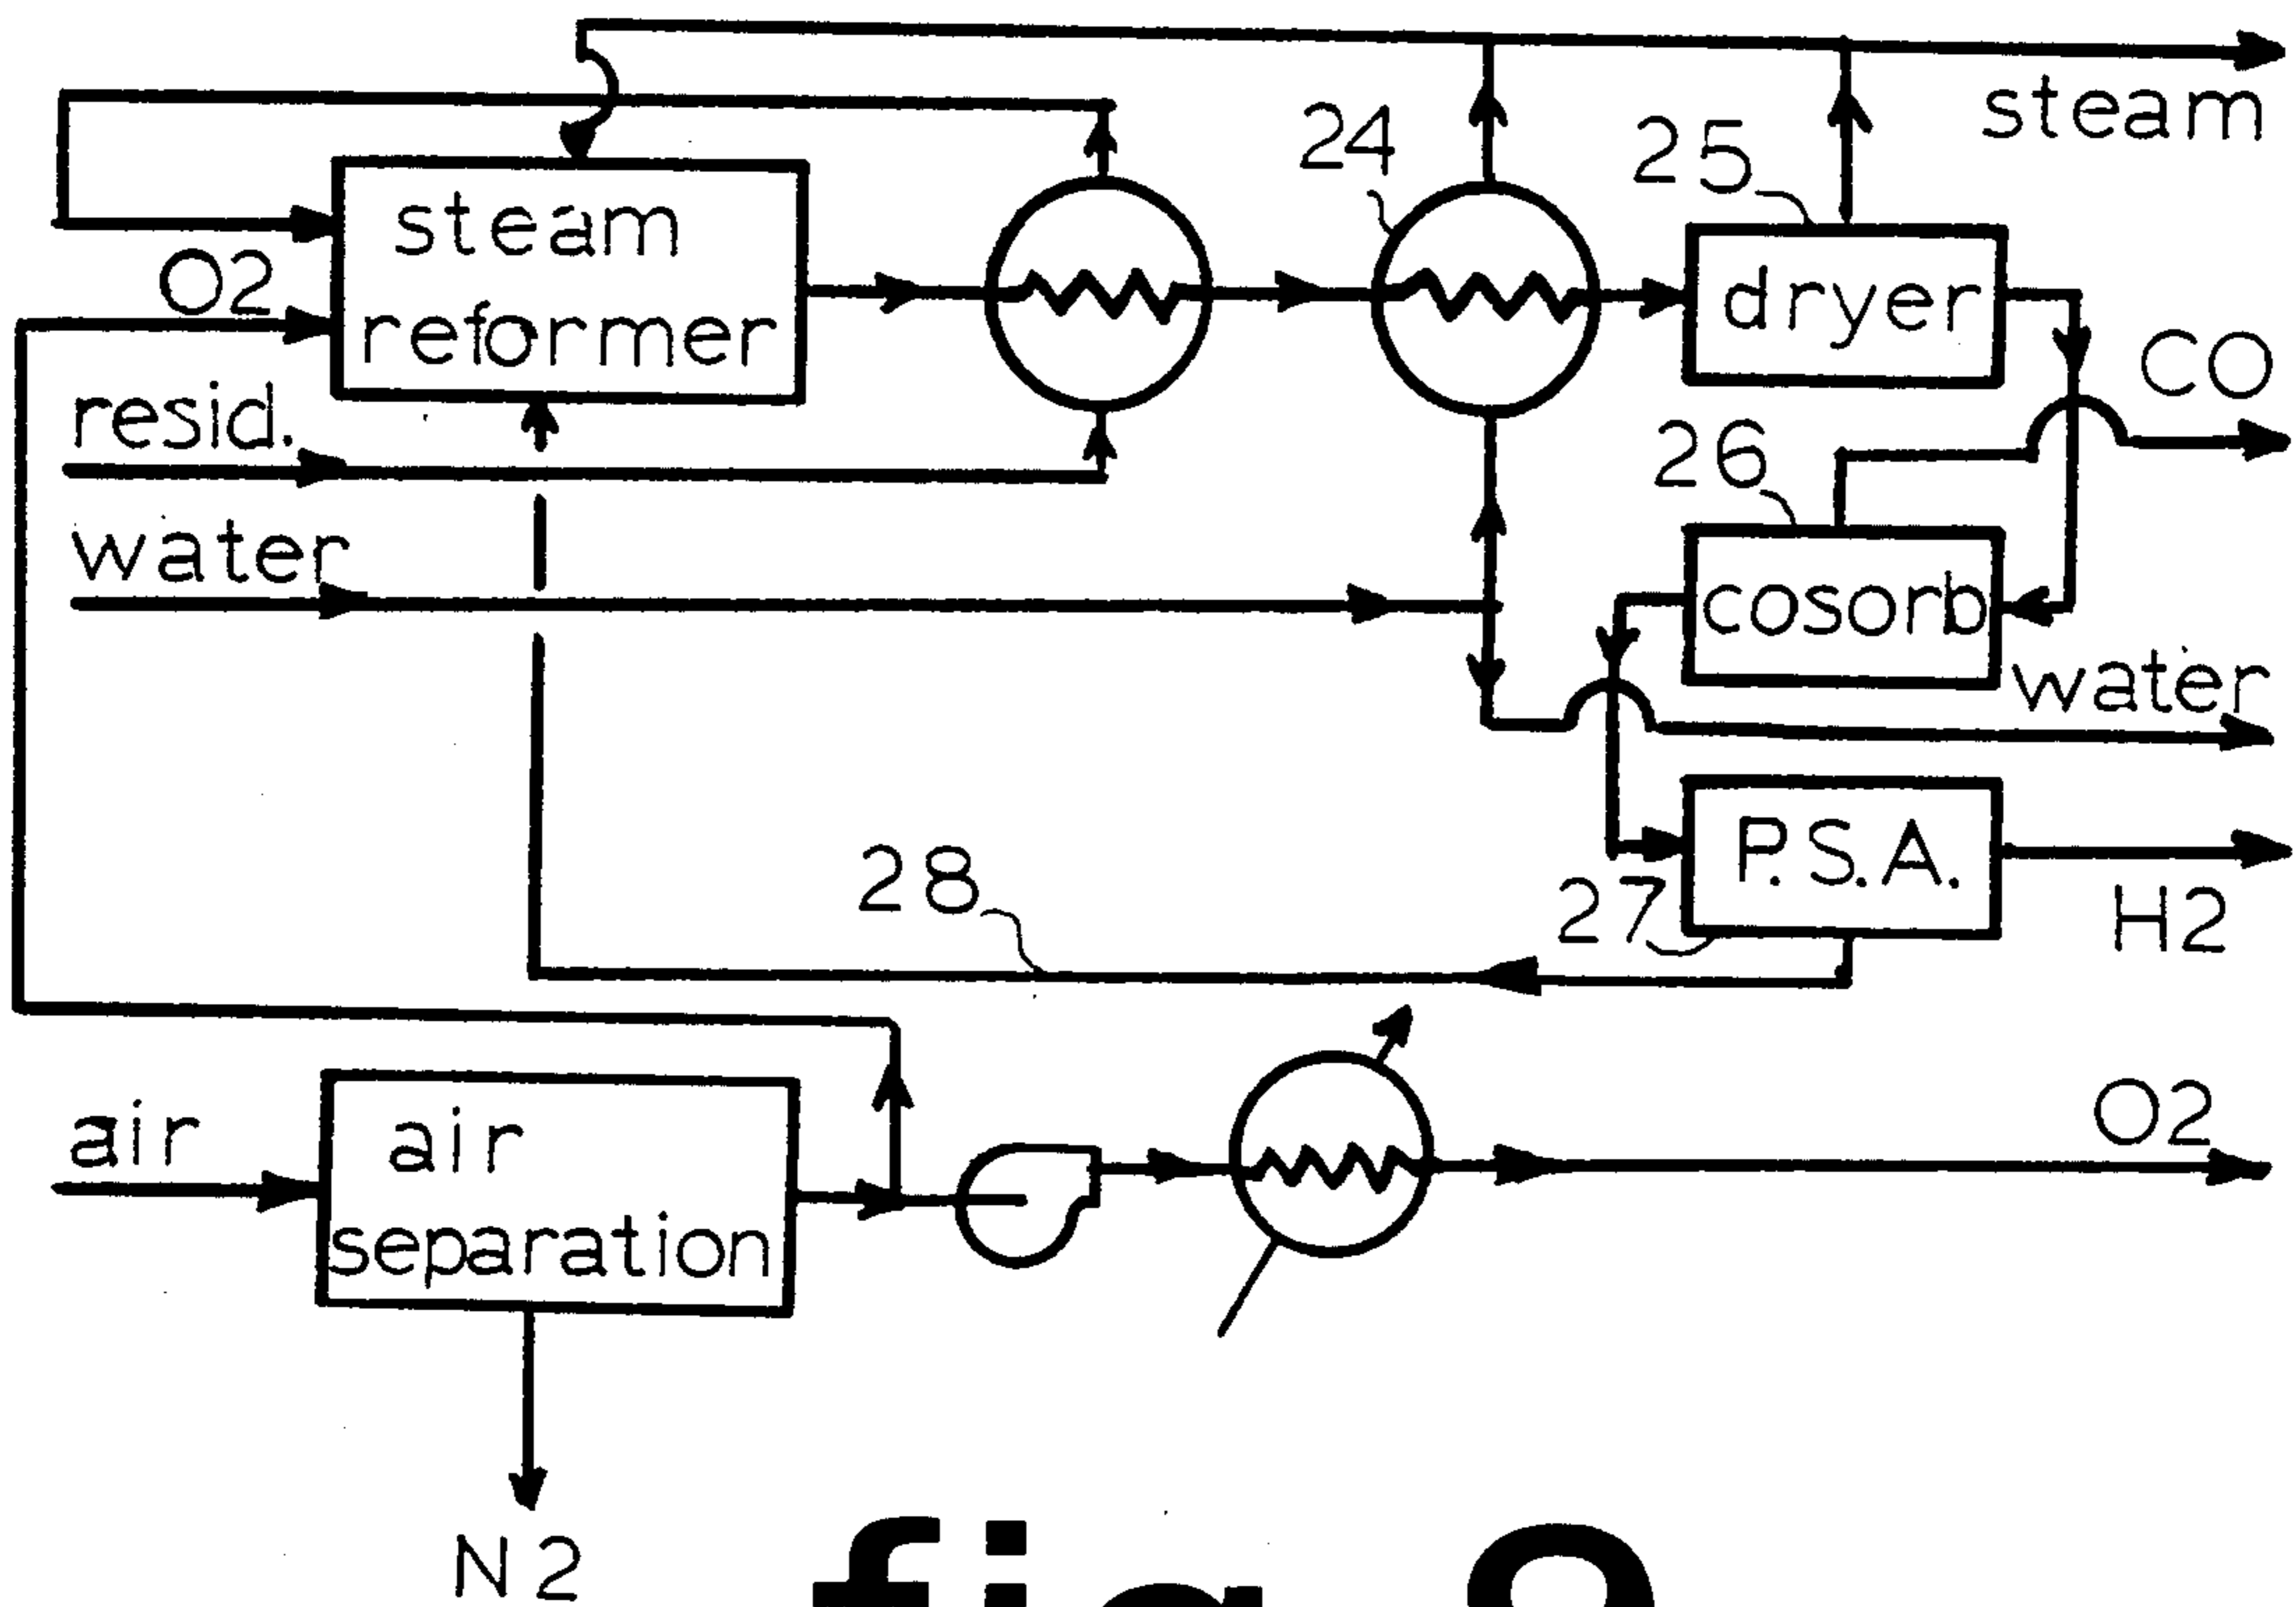 steam
24
25
steam
reformer
O2
dryer
CO
resid.
26
water
cosorb
water
P.S.A.
28
27
H2
air
air
separation
O2
N2